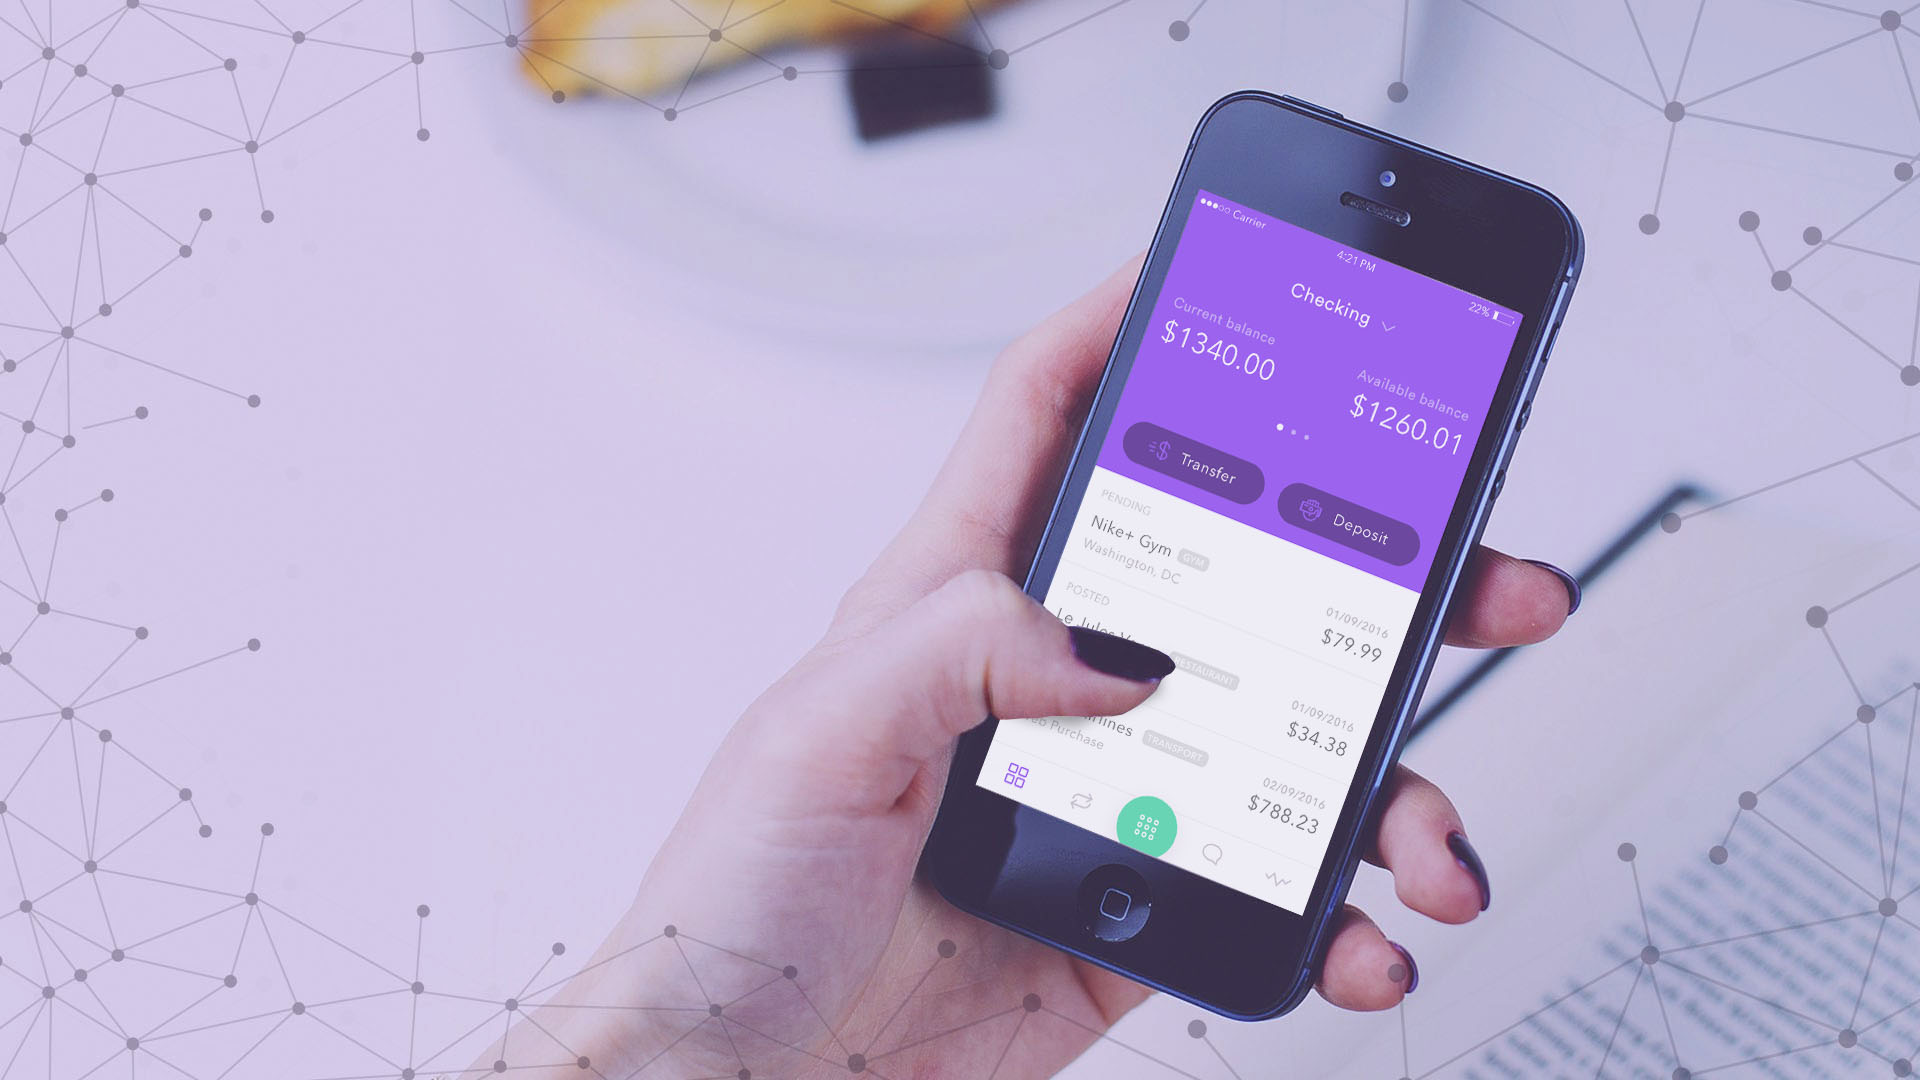 Carrier
4:21 PM
22%
Checking
Current balance
$1340.00
Available balance
$1260.01
Transfer
Deposit
PENDING
Nike+ Gym GYM
Washington, DC
01/09/2016
$79.99
POSTED
Le Jules
RESTAURANT
01/09/2016
$34.38
TRANSPORT
Purchase
02/09/2016
$788.23